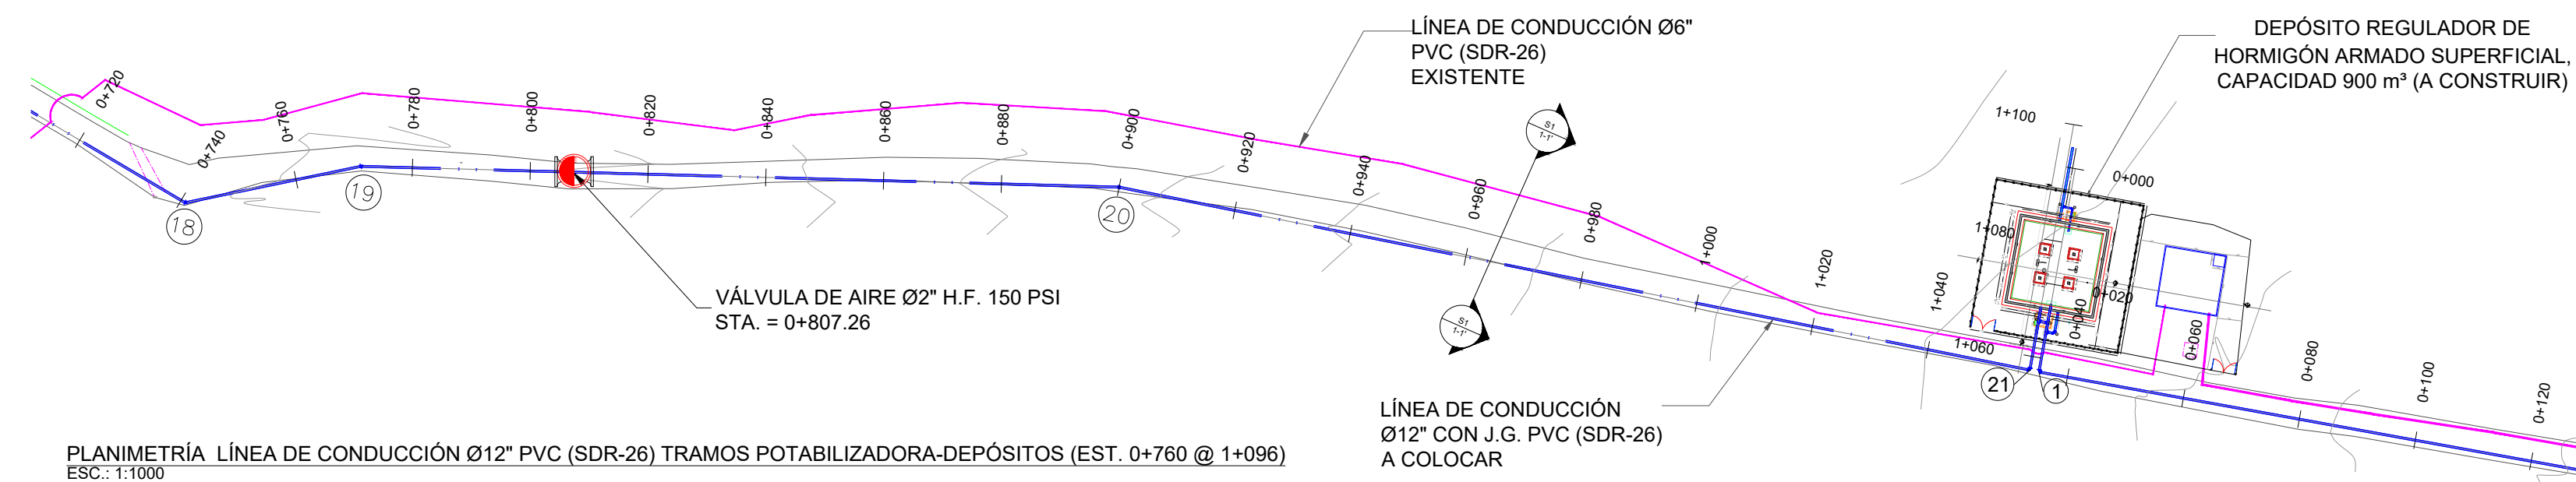 LÍNEA DE CONDUCCIÓN Ø6"
PVC (SDR-26)
EXISTENTE
DEPÓSITO REGULADOR DE
HORMIGÓN ARMADO SUPERFICIAL,
CAPACIDAD 900 m³ (A CONSTRUIR)
0+720
0+740
0+760
0+780
0+800
0+820
0+840
0+860
0+880
0+900
0+920
0+940
0+960
0+980
1+000
1+020
1+040
1+060
1+080
1+100
0+000
0+020
0+040
0+060
0+080
0+100
0+120
18
19
20
21
1
S1
1-1'
S1
1-1'
VÁLVULA DE AIRE Ø2" H.F. 150 PSI
STA. = 0+807.26
LÍNEA DE CONDUCCIÓN
Ø12" CON J.G. PVC (SDR-26)
A COLOCAR
PLANIMETRÍA LÍNEA DE CONDUCCIÓN Ø12" PVC (SDR-26) TRAMOS POTABILIZADORA-DEPÓSITOS (EST. 0+760 @ 1+096)
ESC.: 1:1000